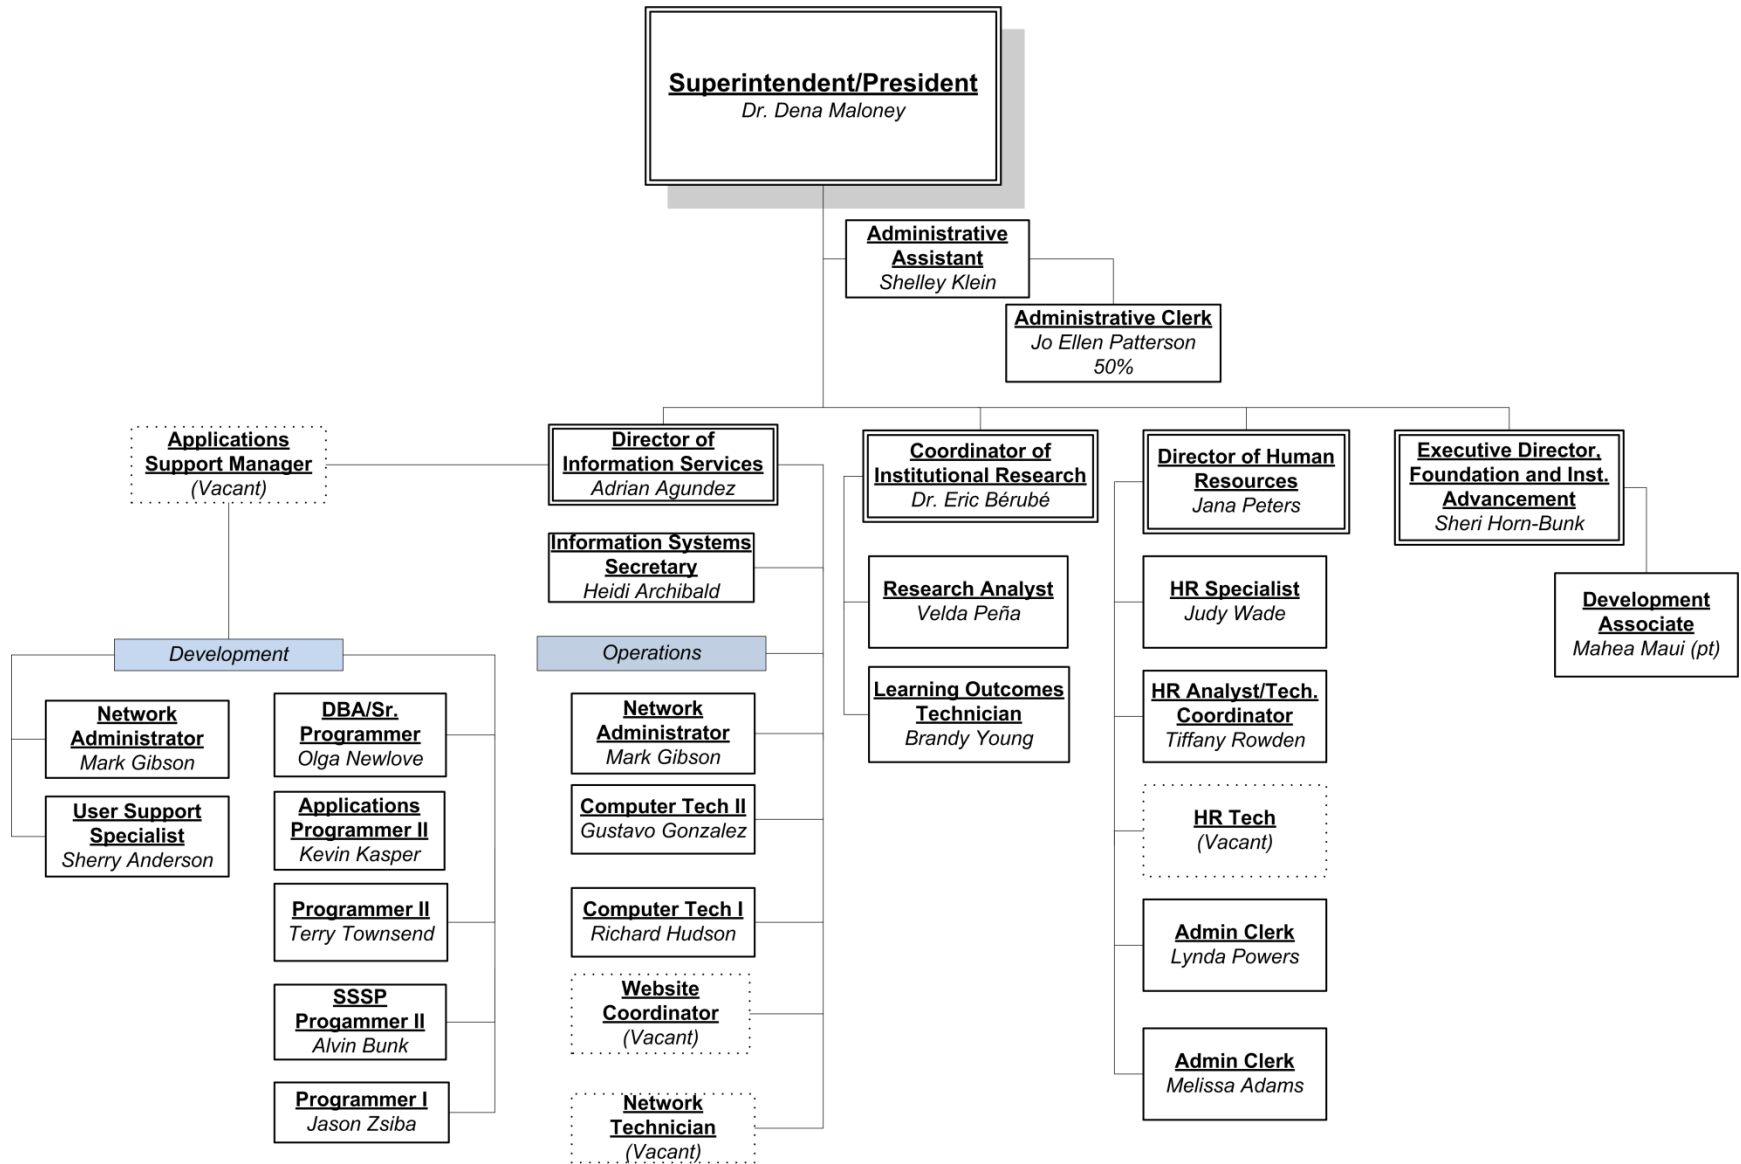 Superintendent/President
Dr. Dena Maloney
Administrative
Assistant
Shelley Klein
Administrative Clerk
Jo Ellen Patterson
50%
Applications
Support Manager
(Vacant)
Director of
Information Services
Adrian Agundez
Coordinator of
Institutional Research
Dr. Eric Bérubé
Director of Human
Resources
Jana Peters
Executive Director,
Foundation and Inst.
Advancement
Sheri Horn-Bunk
Information Systems
Secretary
Heidi Archibald
Research Analyst
Velda Peña
HR Specialist
Judy Wade
Development
Associate
Mahea Maui (pt)
Development
Operations
Network
Administrator
Mark Gibson
DBA/Sr.
Programmer
Olga Newlove
Network
Administrator
Mark Gibson
Learning Outcomes
Technician
Brandy Young
HR Analyst/Tech.
Coordinator
Tiffany Rowden
User Support
Specialist
Sherry Anderson
Applications
Programmer II
Kevin Kasper
Computer Tech II
Gustavo Gonzalez
HR Tech
(Vacant)
Programmer II
Terry Townsend
Computer Tech I
Richard Hudson
Admin Clerk
Lynda Powers
SSSP
Progammer II
Alvin Bunk
Website
Coordinator
(Vacant)
Admin Clerk
Melissa Adams
Programmer I
Jason Zsiba
Network
Technician
(Vacant)